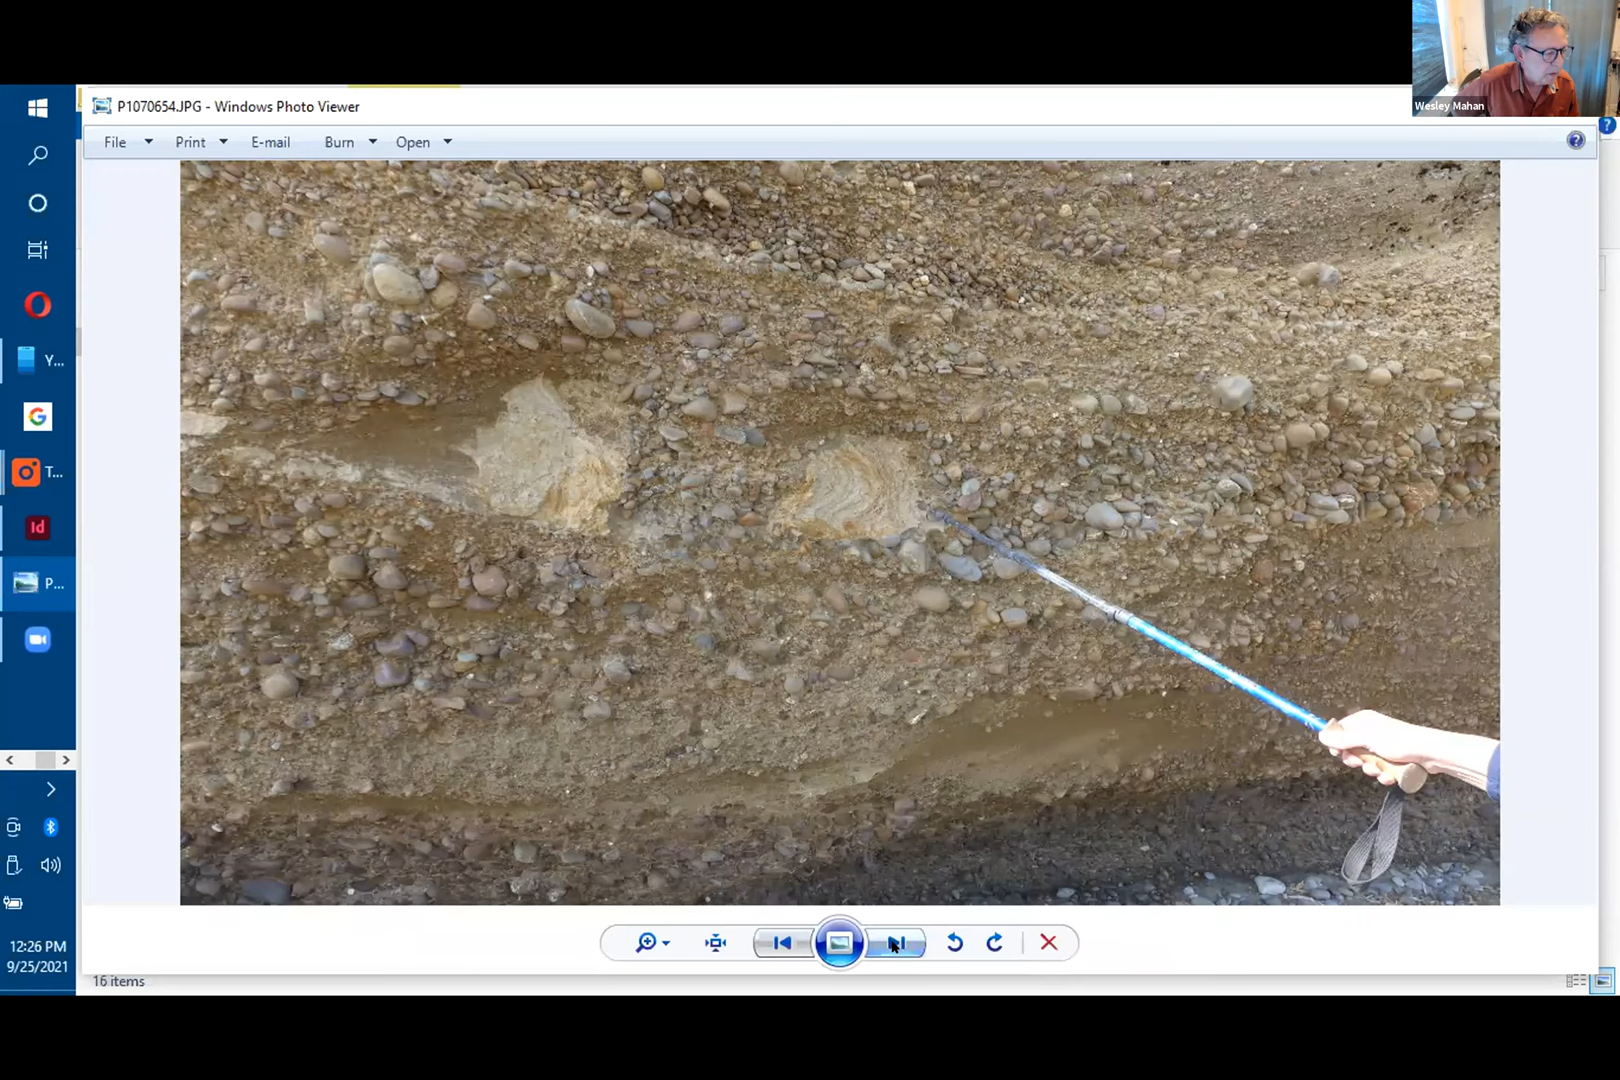 Wesley Mahan
P1070654.JPG - Windows Photo Viewer
File Print E-mail Burn Open
Y...
T...
Id
P...
12:26 PM
9/25/2021
16 items